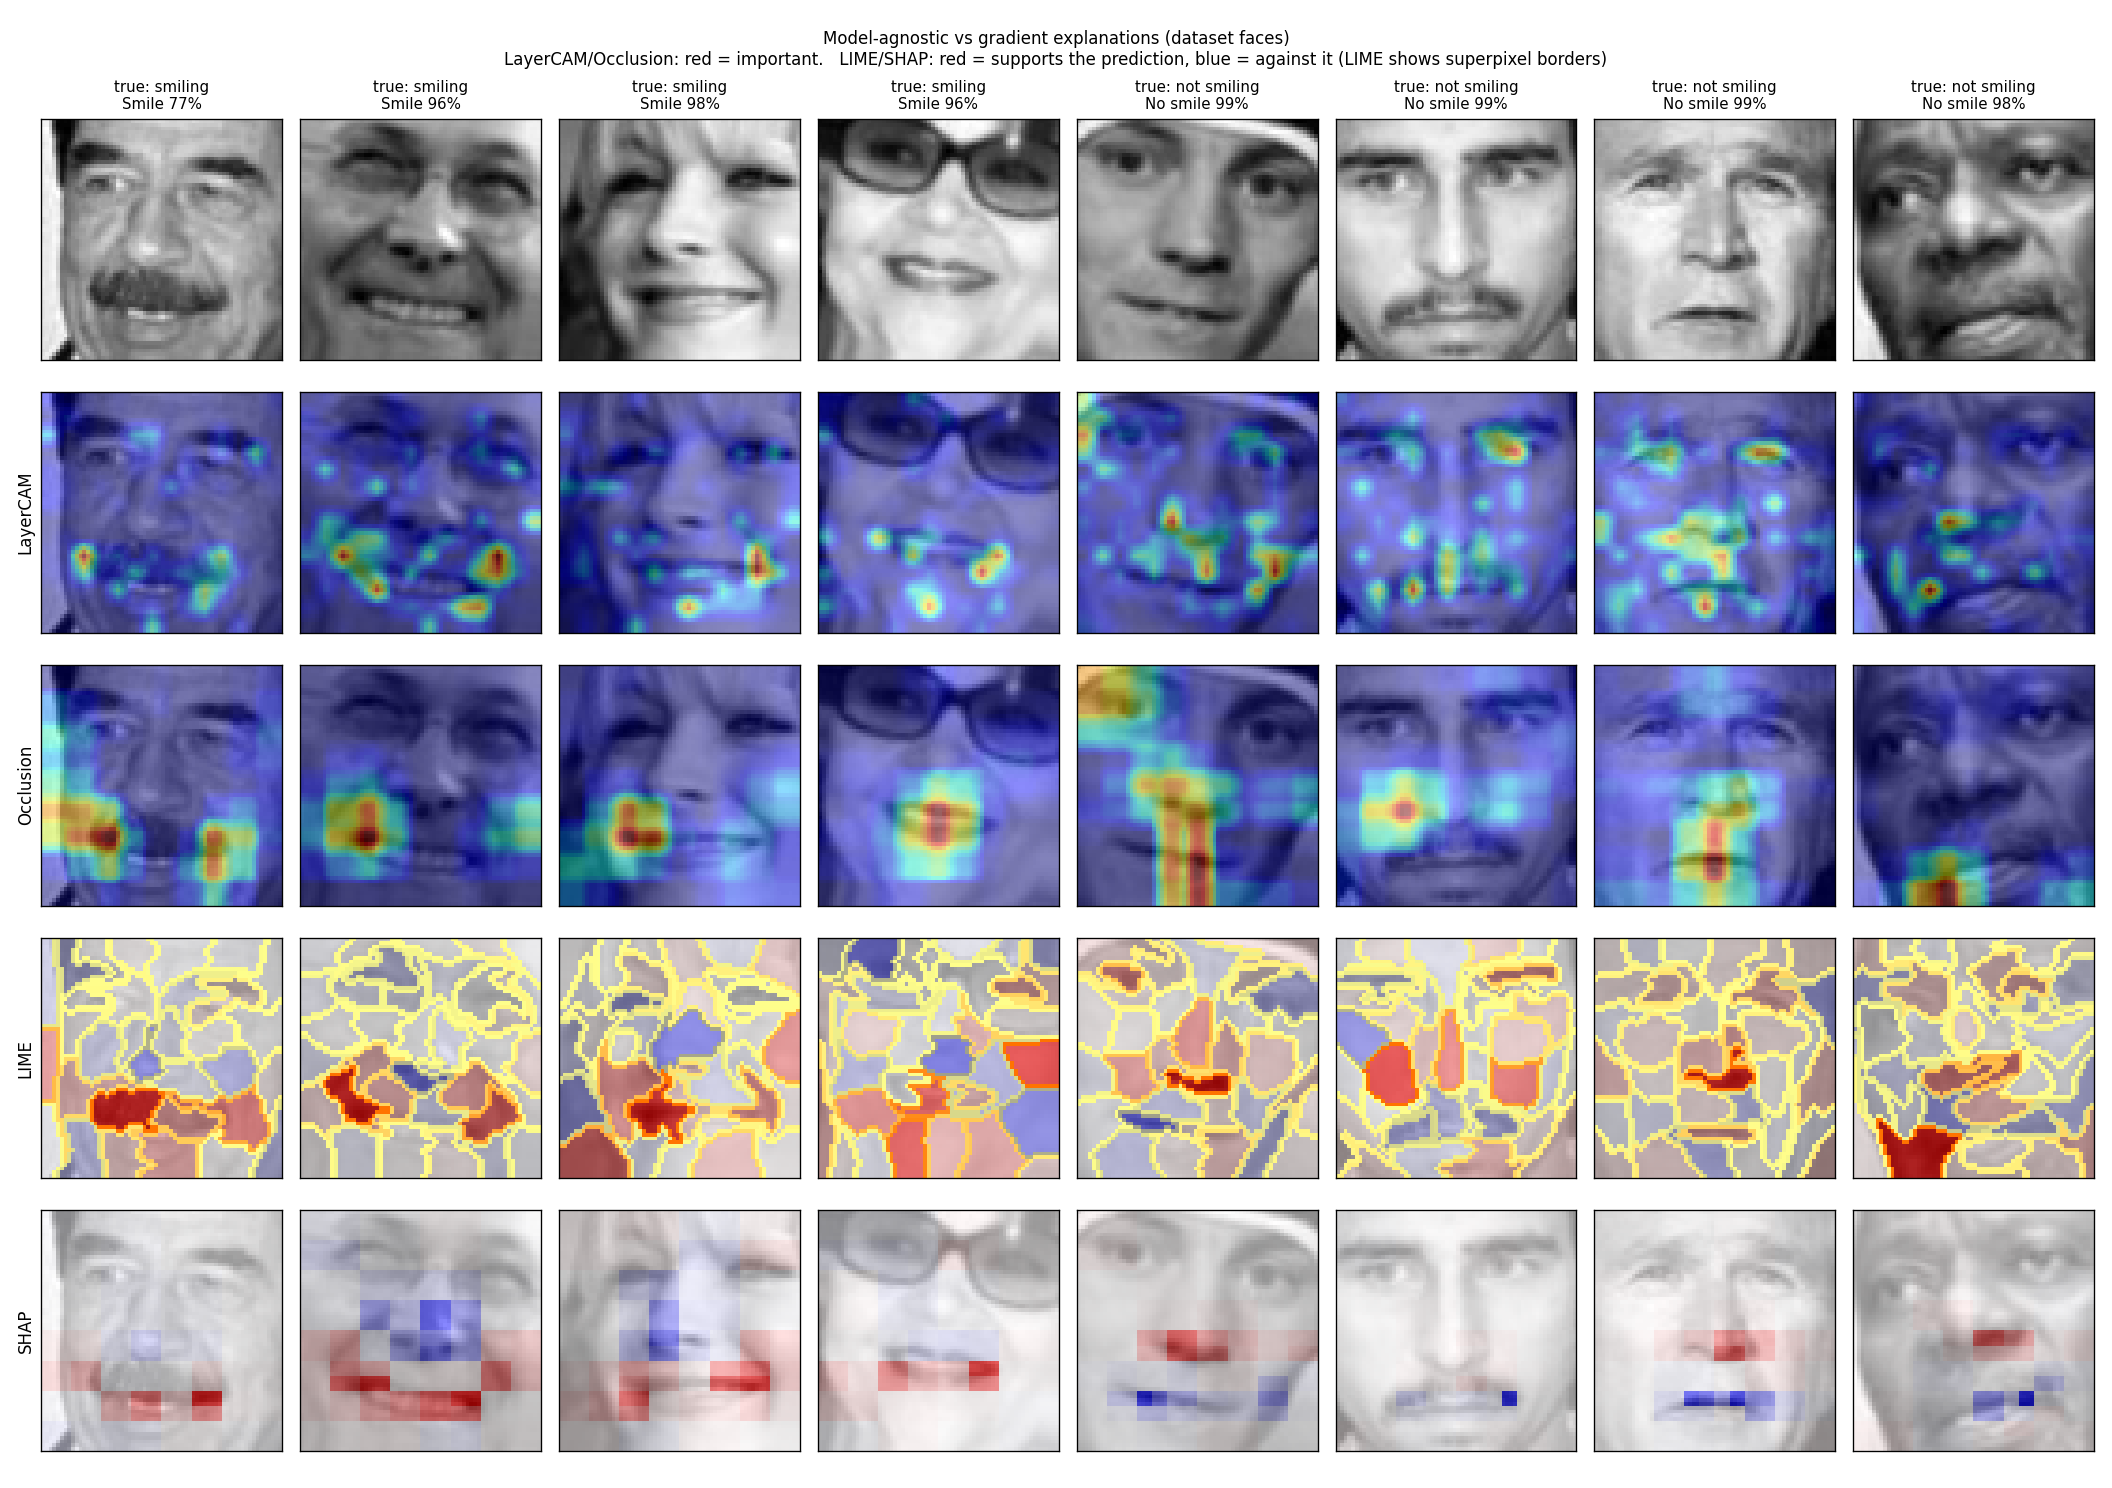 Model-agnostic vs gradient explanations (dataset faces)
LayerCAM/Occlusion: red = important.   LIME/SHAP: red = supports the prediction, blue = against it (LIME shows superpixel borders)
true: smiling
Smile 77%
true: smiling
Smile 96%
true: smiling
Smile 98%
true: smiling
Smile 96%
true: not smiling
No smile 99%
true: not smiling
No smile 99%
true: not smiling
No smile 99%
true: not smiling
No smile 98%
LayerCAM
Occlusion
LIME
SHAP